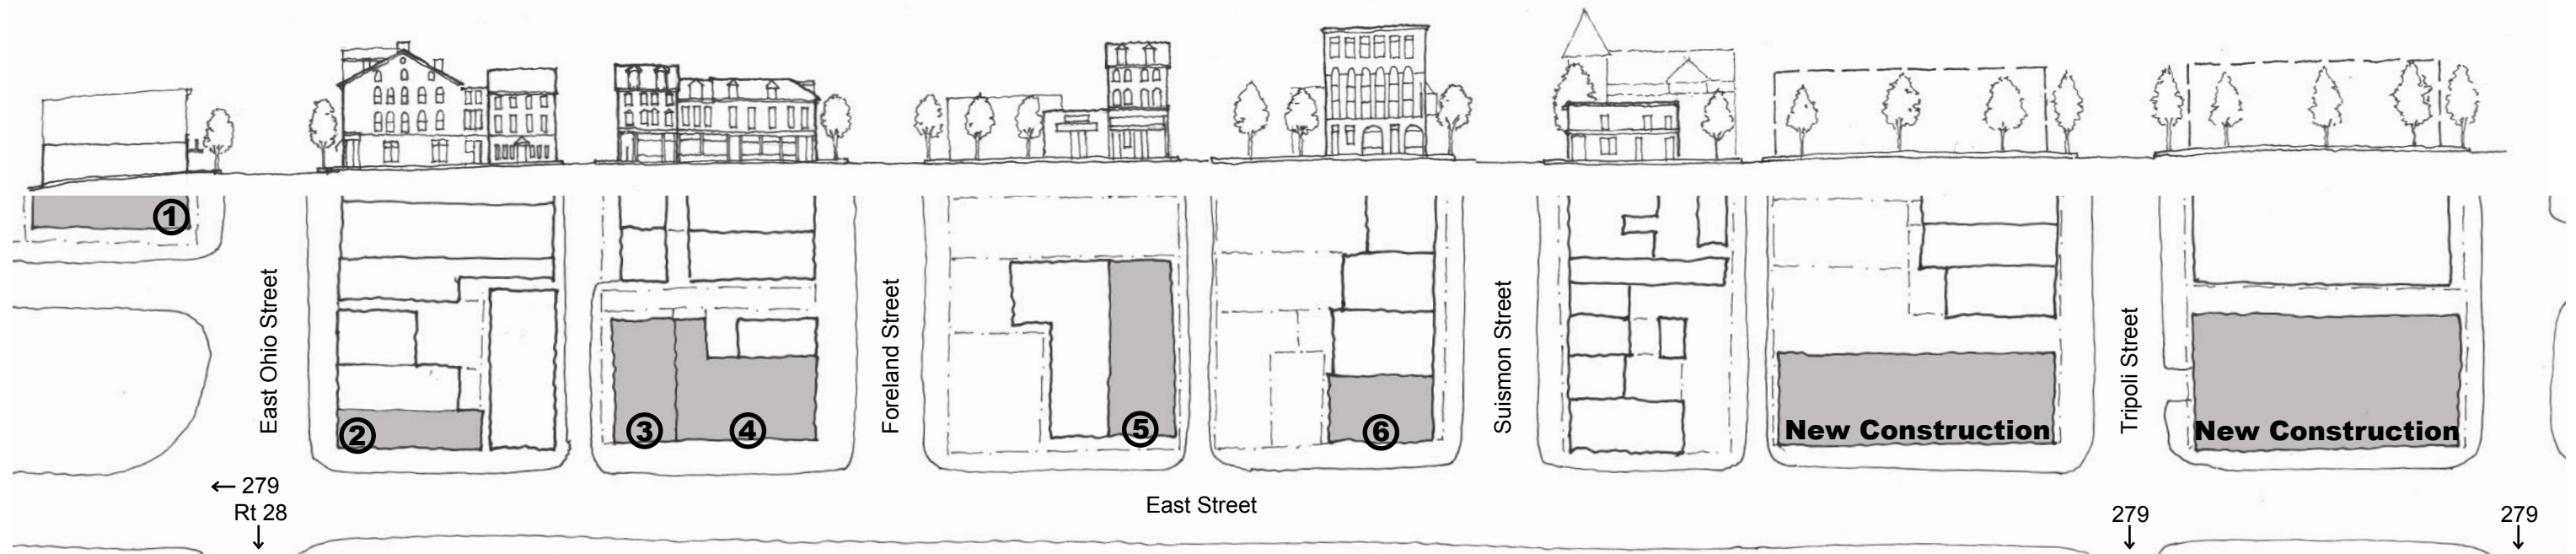 1
East Ohio Street
2
3
4
Foreland Street
5
6
Suismon Street
New Construction
Tripoli Street
New Construction
← 279
Rt 28
↓
East Street
279
↓
279
↓